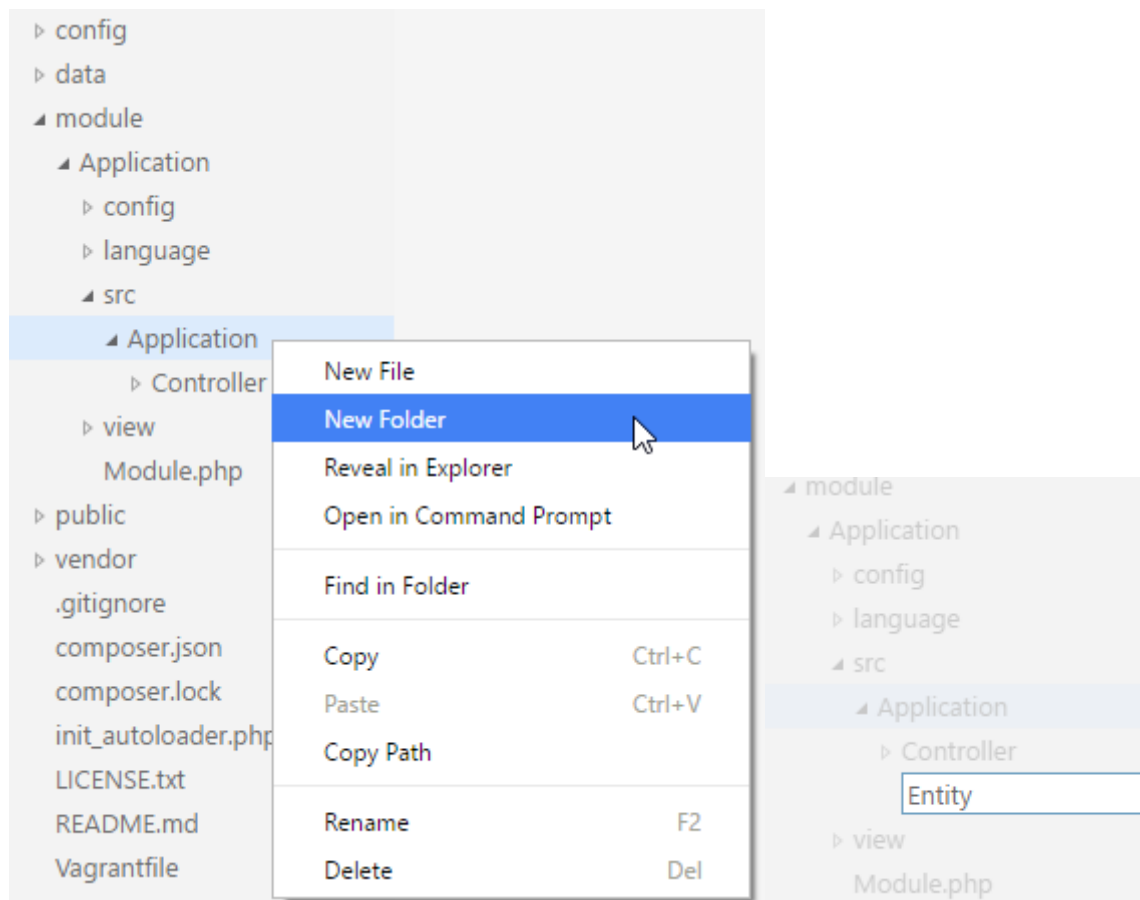 config
data
module
Application
config
language
src
Application
Controller
view
Module.php
public
vendor
.gitignore
composer.json
composer.lock
init_autoloader.php
LICENSE.txt
README.md
Vagrantfile
New File
New Folder
Reveal in Explorer
Open in Command Prompt
Find in Folder
Copy Ctrl+C
Paste Ctrl+V
Copy Path
Rename F2
Delete Del
module
Application
config
language
src
Application
Controller
Entity
view
Module.php